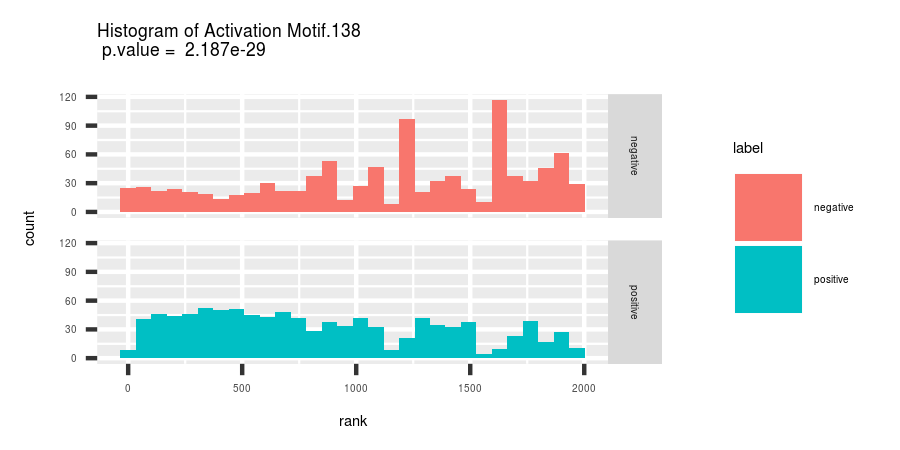 Histogram of Activation Motif.138
p.value =  2.187e-29
120
90
60
30
0
negative
120
90
60
30
0
positive
0
500
1000
1500
2000
rank
count
label
negative
positive